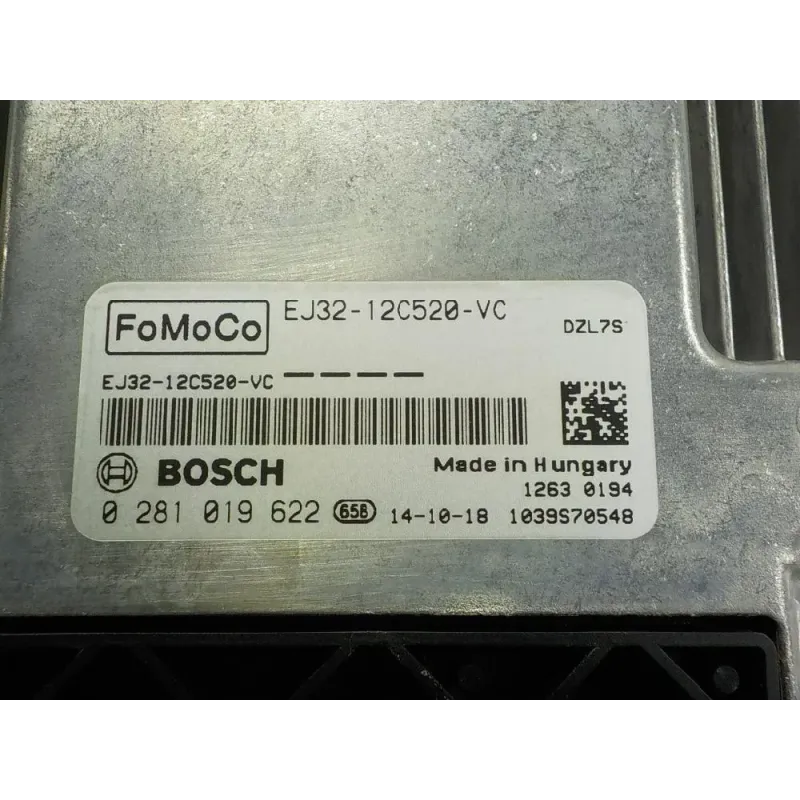 FoMoCo EJ32-12C520-VC
DZL7S
EJ32-12C520-VC — — — —
BOSCH Made in Hungary
1263 0194
0 281 019 622 65B 14-10-18 1039S70548